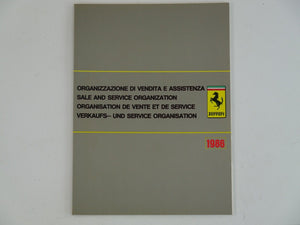 ORGANIZZAZIONE DI VENDITA E ASSISTENZA
SALE AND SERVICE ORGANIZATION
ORGANISATION DE VENTE ET DE SERVICE
VERKAUFS- UND SERVICE ORGANISATION
Ferrari
1986